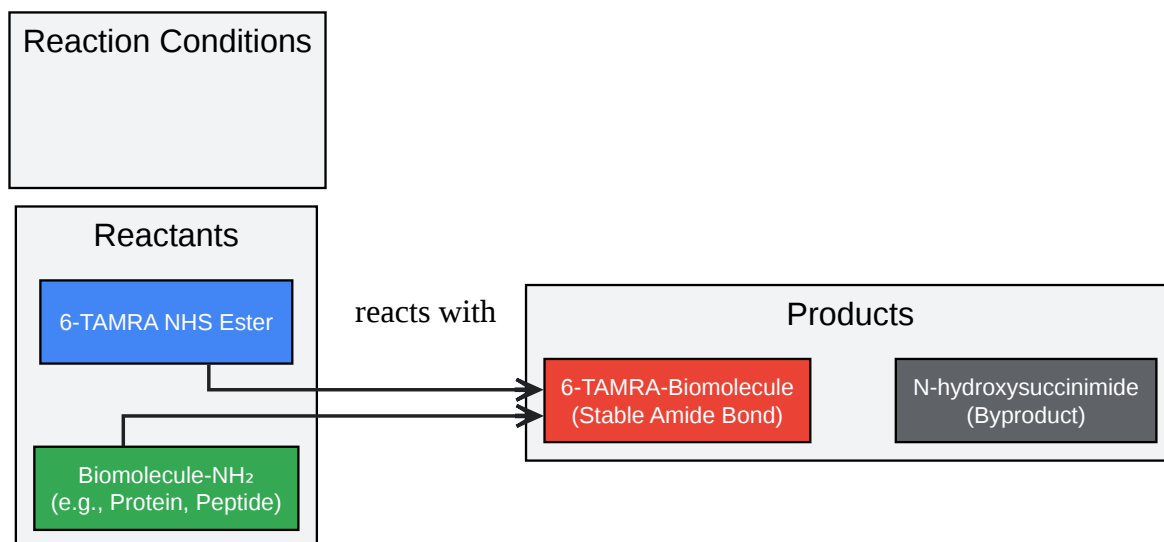 Reaction Conditions
Reactants
6-TAMRA NHS Ester
Biomolecule-NH₂
(e.g., Protein, Peptide)
reacts with
Products
6-TAMRA-Biomolecule
(Stable Amide Bond)
N-hydroxysuccinimide
(Byproduct)